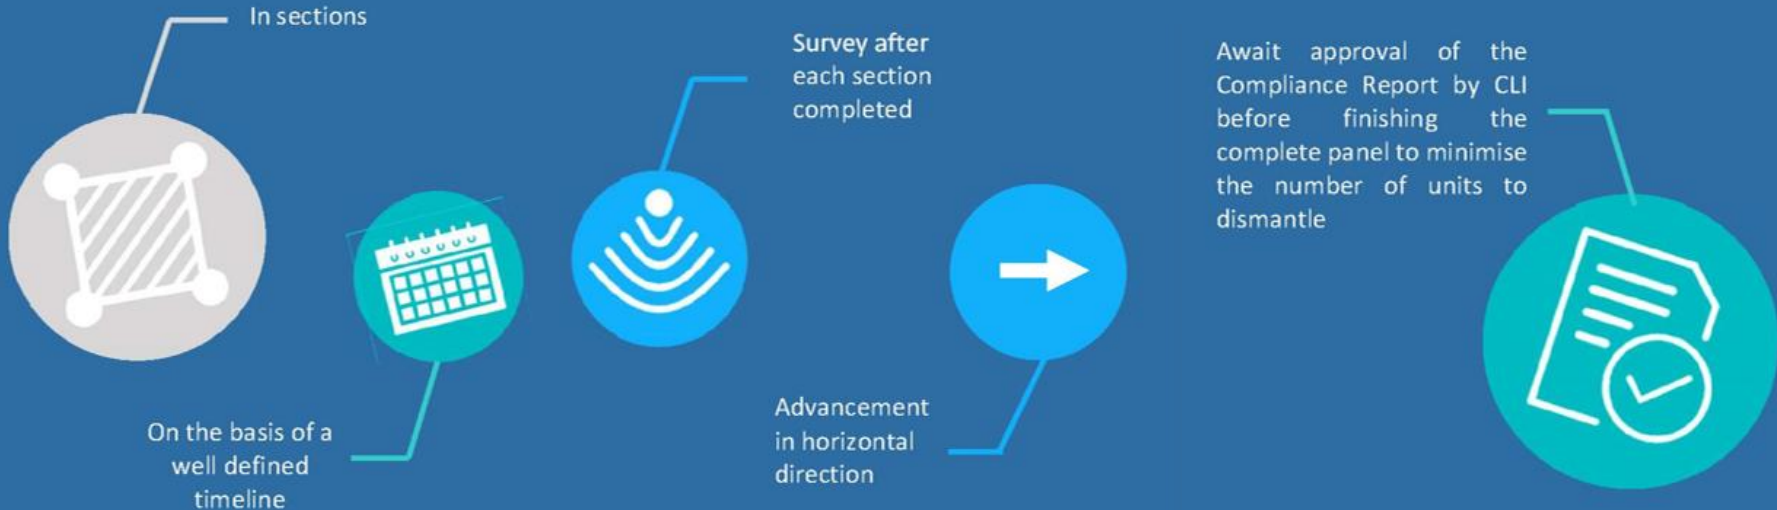 In sections
On the basis of a
well defined
timeline
Survey after
each section
completed
Advancement
in horizontal
direction
Await approval of the
Compliance Report by CLI
before finishing the
complete panel to minimise
the number of units to
dismantle